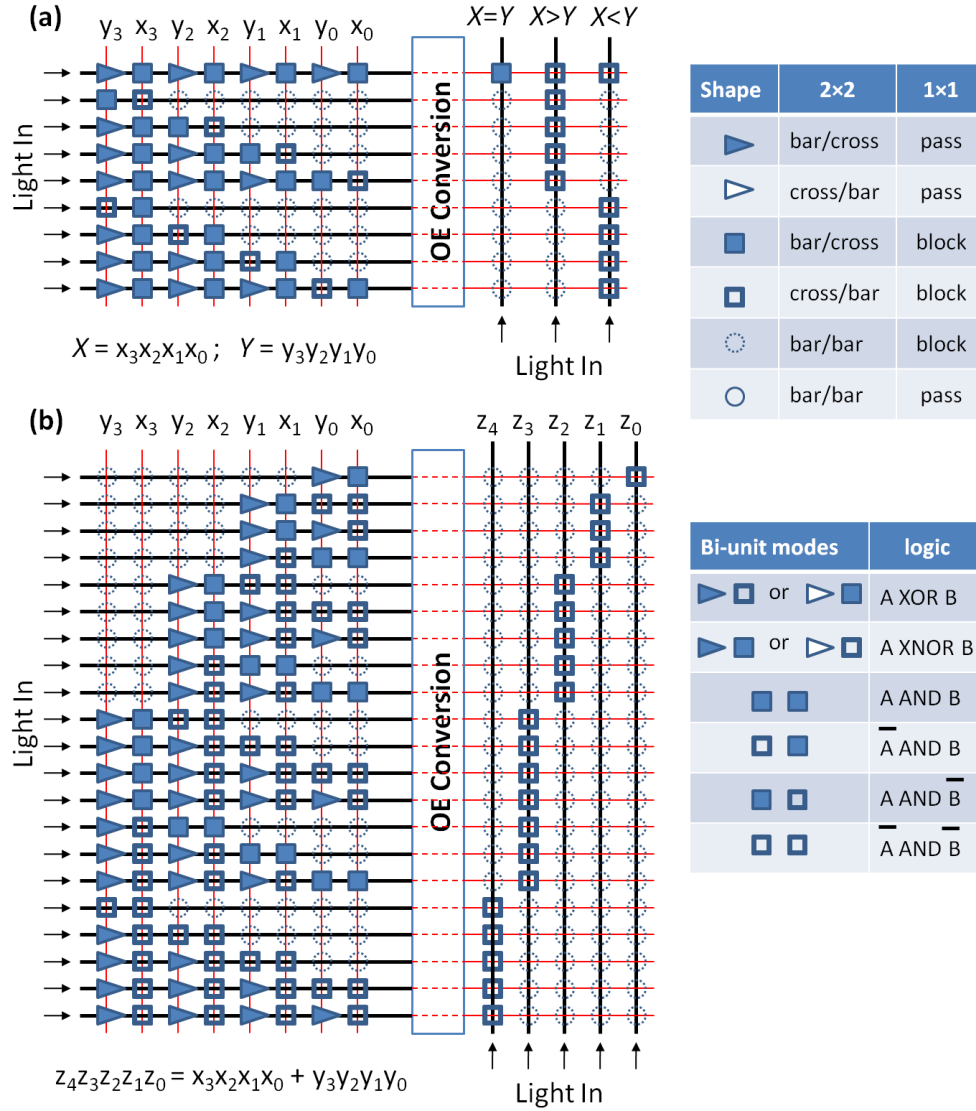 (a)
y₃ x₃ y₂ x₂ y₁ x₁ y₀ x₀
X=Y X>Y X<Y
Light In
OE Conversion
X = x₃x₂x₁x₀ ; Y = y₃y₂y₁y₀
Light In
Shape 2×2 1×1
bar/cross pass
cross/bar pass
bar/cross block
cross/bar block
bar/bar block
bar/bar pass
(b)
y₃ x₃ y₂ x₂ y₁ x₁ y₀ x₀
z₄ z₃ z₂ z₁ z₀
Light In
OE Conversion
z₄z₃z₂z₁z₀ = x₃x₂x₁x₀ + y₃y₂y₁y₀
Light In
Bi-unit modes logic
or A XOR B
or A XNOR B
A AND B
A̅ AND B
A AND B̅
A̅ AND B̅